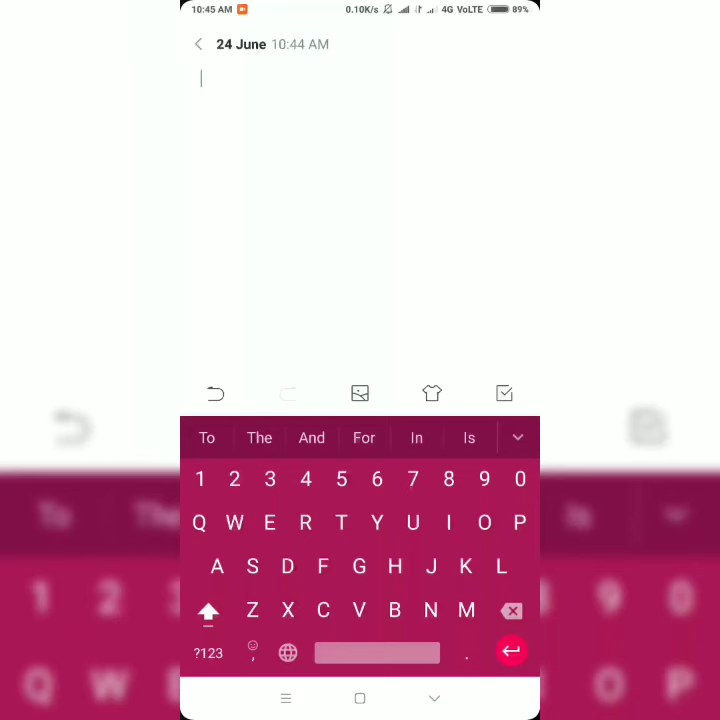 10:45 AM 0.10K/s 4G VoLTE 89%
24 June 10:44 AM
To The And For In Is
1 2 3 4 5 6 7 8 9 0
Q W E R T Y U I O P
A S D F G H J K L
Z X C V B N M
?123 , .